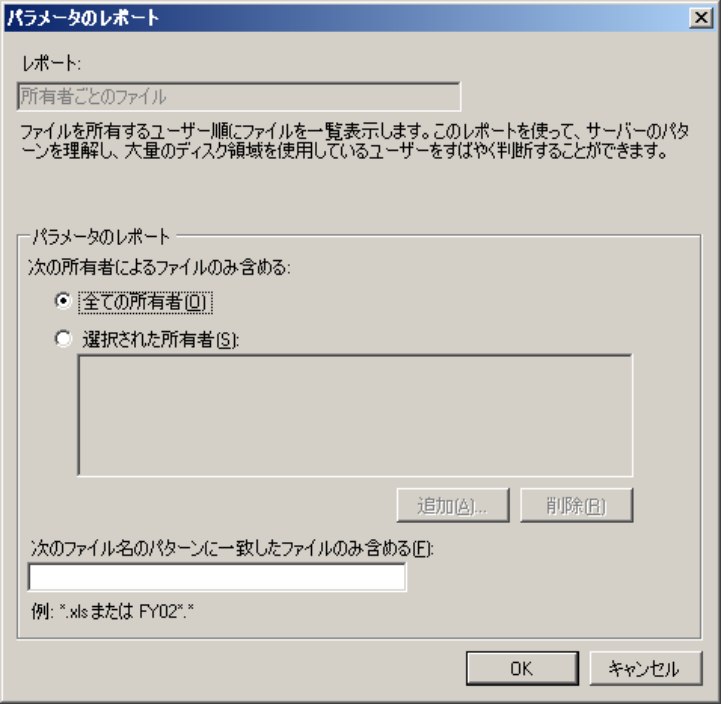 パラメータのレポート
レポート:
所有者ごとのファイル
ファイルを所有するユーザー順にファイルを一覧表示します。このレポートを使って、サーバーのパタ
ーンを理解し、大量のディスク領域を使用しているユーザーをすばやく判断することができます。
パラメータのレポート
次の所有者によるファイルのみ含める:
全ての所有者(O)
選択された所有者(S):
追加(A)... 削除(R)
次のファイル名のパターンに一致したファイルのみ含める(F):
例: *.xls または FY02*.*
OK キャンセル